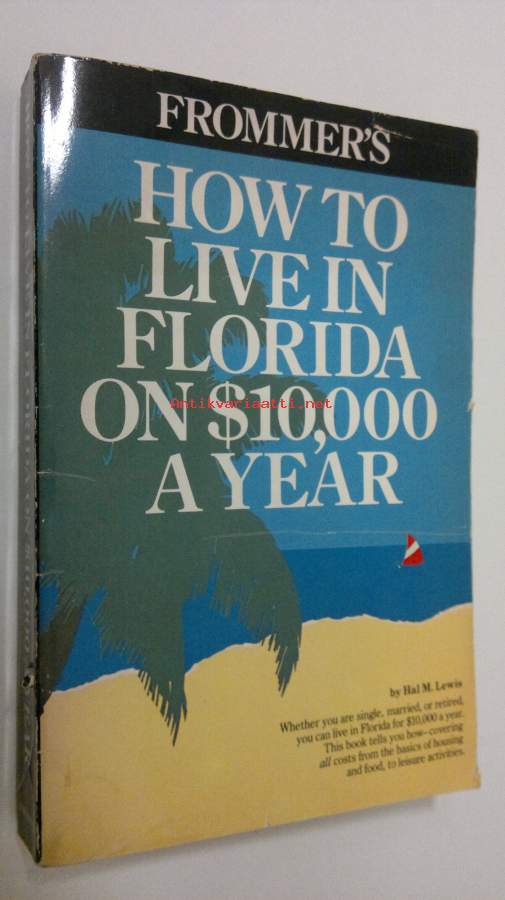 FROMMER'S
HOW TO
LIVE IN
FLORIDA
ON $10,000
A YEAR
Antikvariaatti.net
by Hal M. Lewis
Whether you are single, married, or retired,
you can live in Florida for $10,000 a year.
This book tells you how—covering
all costs from the basics of housing
and food, to leisure activities.